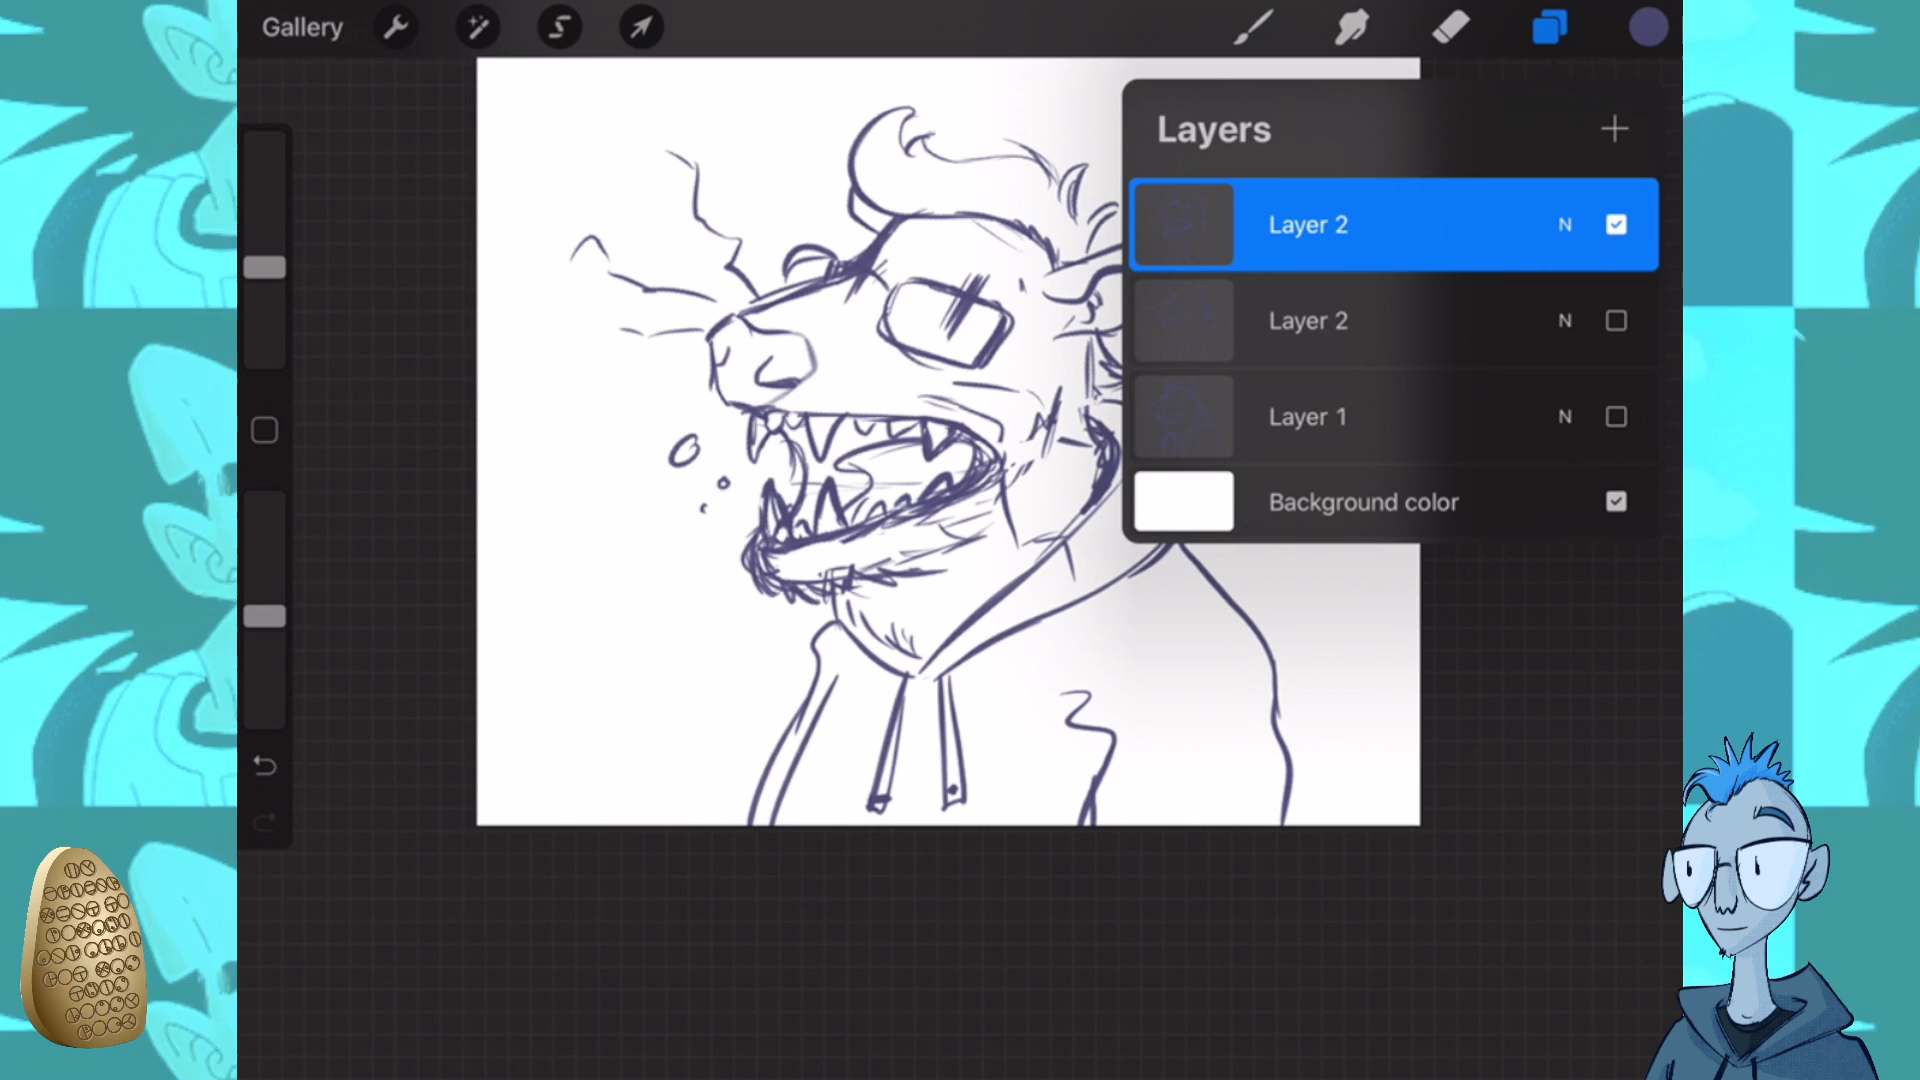 Gallery
Layers
Layer 2 N
Layer 2 N
Layer 1 N
Background color